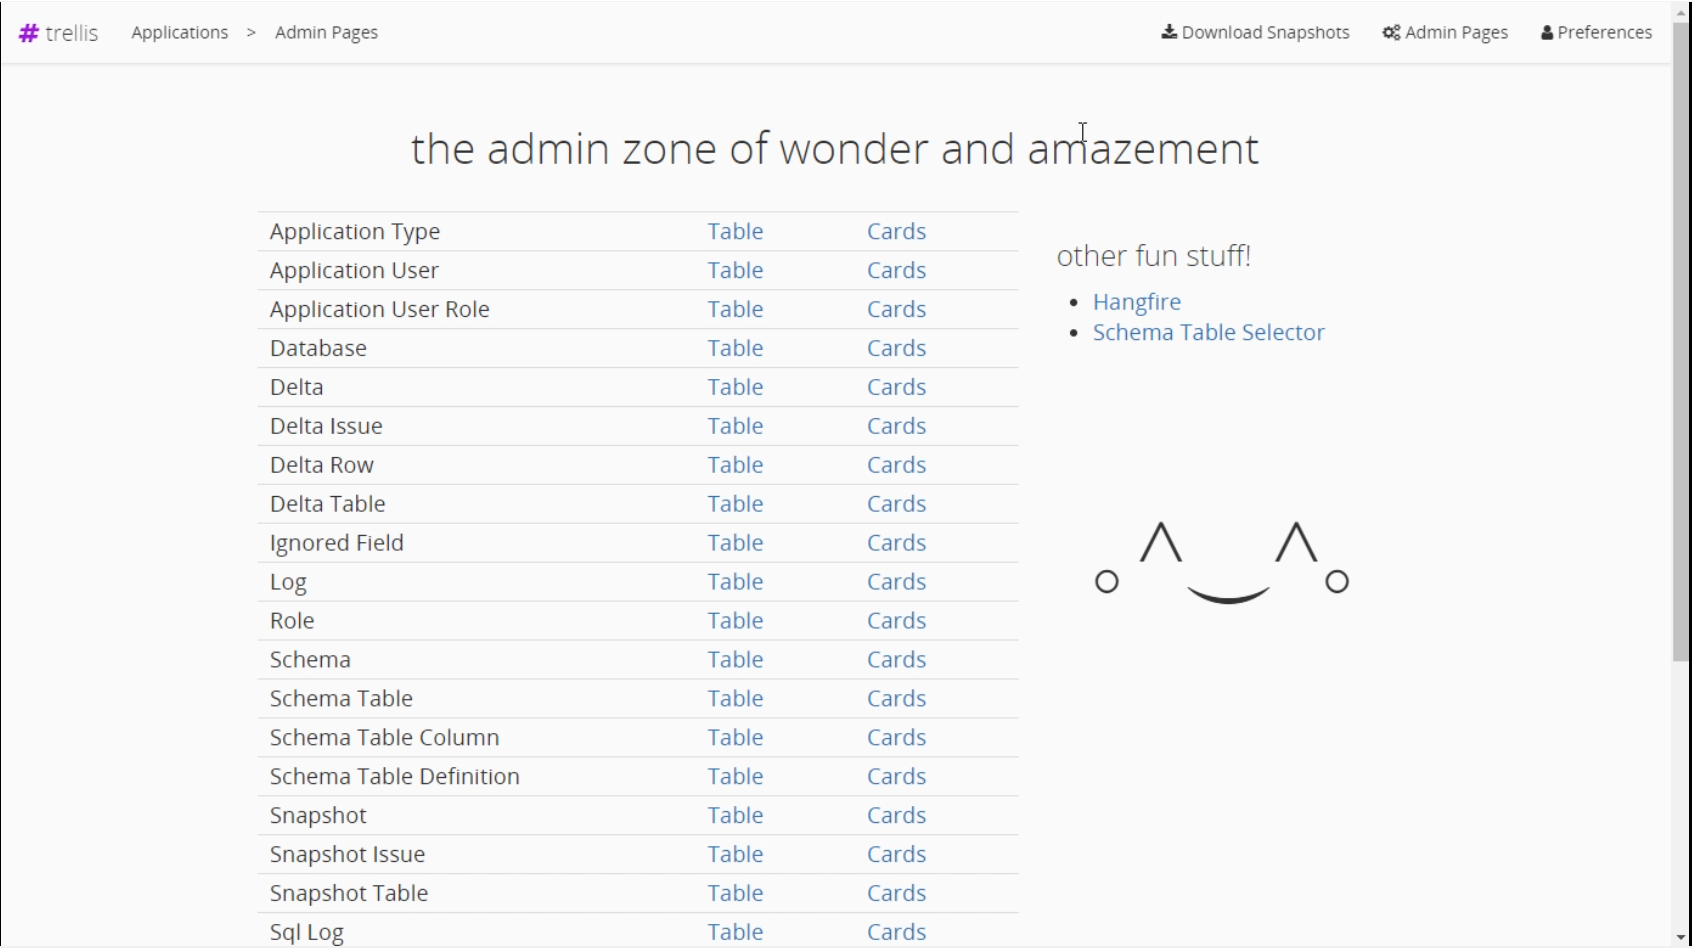 # trellis Applications > Admin Pages Download Snapshots Admin Pages Preferences
the admin zone of wonder and amazement
Application Type Table Cards
Application User Table Cards
Application User Role Table Cards
Database Table Cards
Delta Table Cards
Delta Issue Table Cards
Delta Row Table Cards
Delta Table Table Cards
Ignored Field Table Cards
Log Table Cards
Role Table Cards
Schema Table Cards
Schema Table Table Cards
Schema Table Column Table Cards
Schema Table Definition Table Cards
Snapshot Table Cards
Snapshot Issue Table Cards
Snapshot Table Table Cards
Sql Log Table Cards
other fun stuff!
• Hangfire
• Schema Table Selector